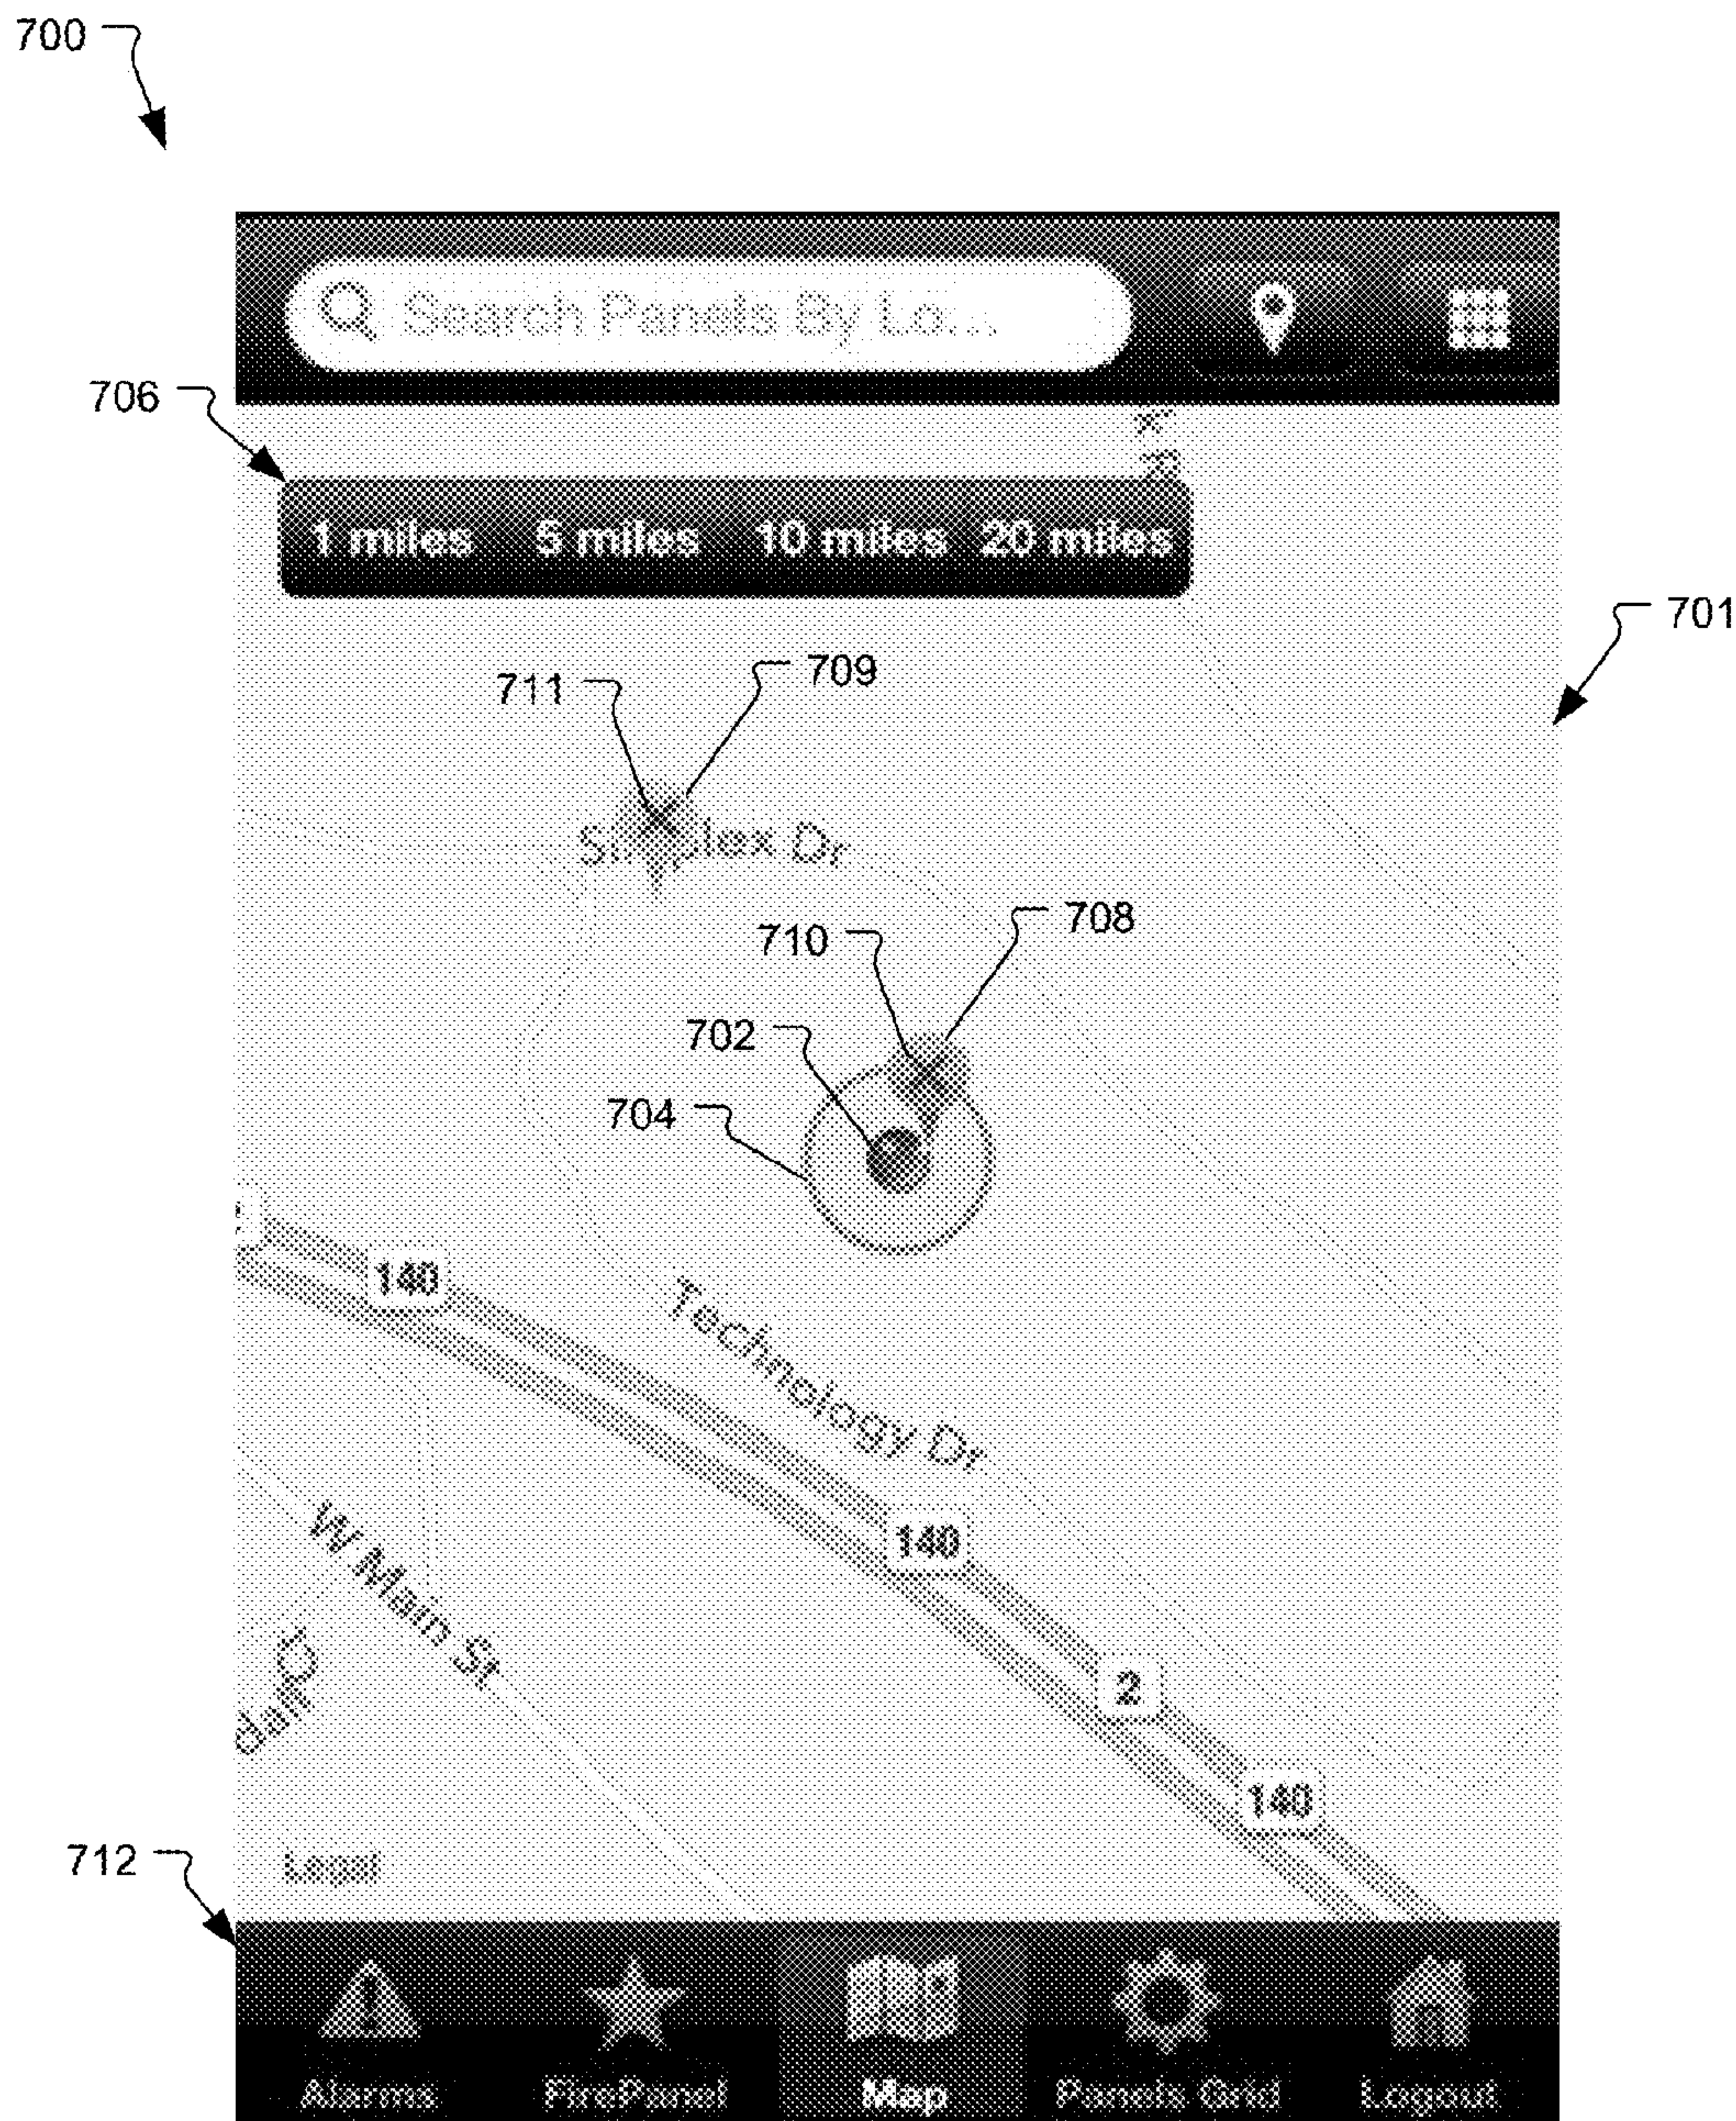 700
Search Panels By Lo...
706
1 miles 5 miles 10 miles 20 miles
701
711
709
Dr
710
708
702
704
140
Technology Dr
140
W Main St
2
140
Legal
712
Alarms FirePanel Map Panels Grid Logout